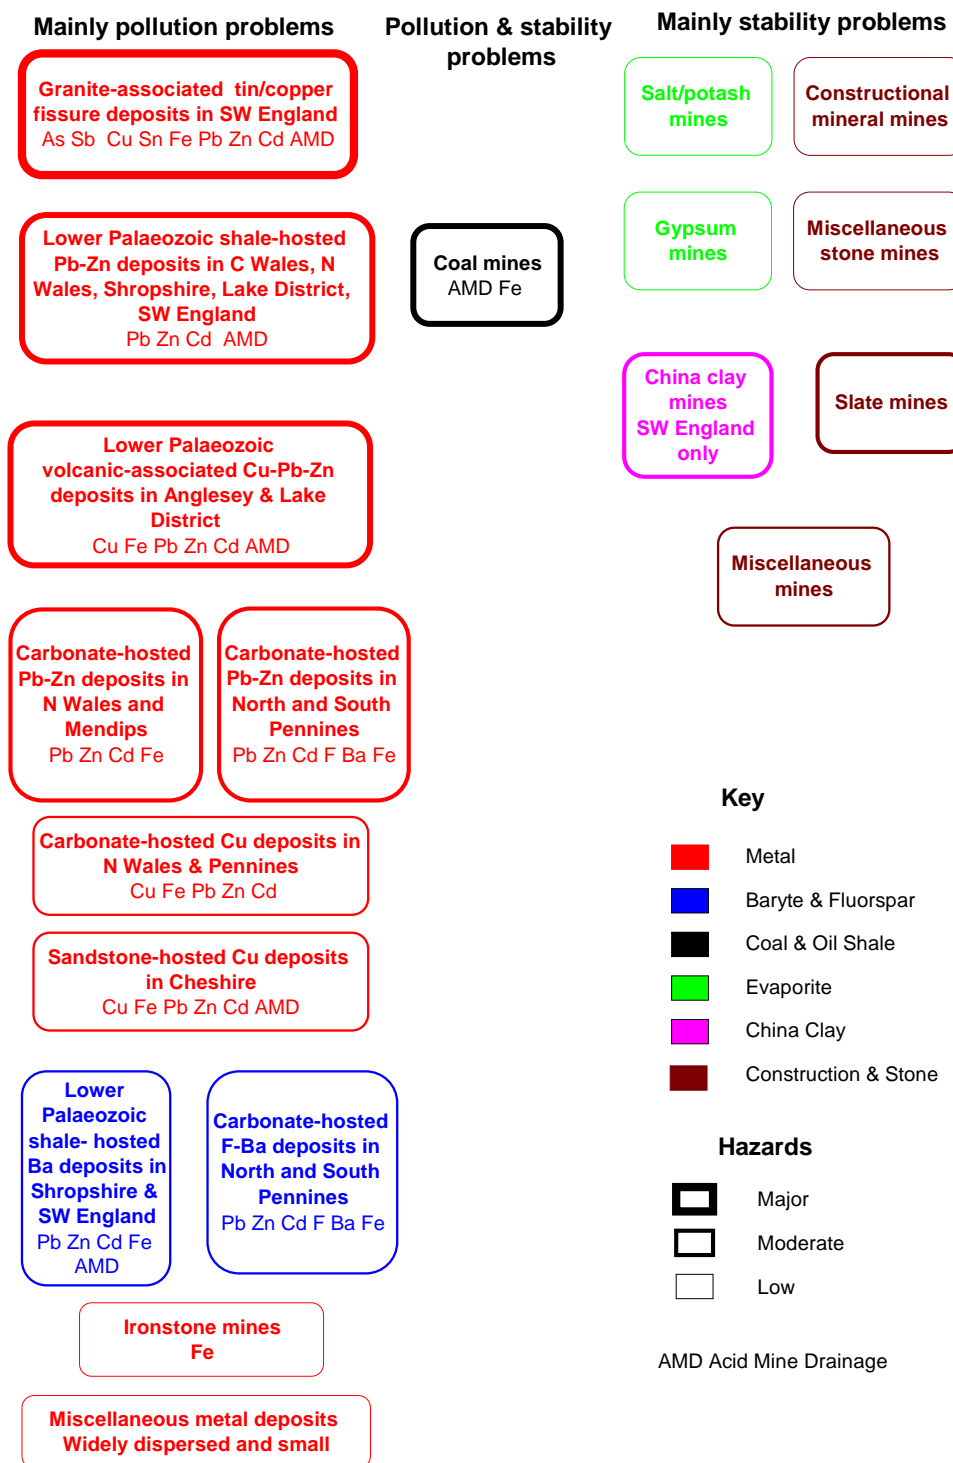 Mainly pollution problems
Granite-associated tin/copper
fissure deposits in SW England
As Sb Cu Sn Fe Pb Zn Cd AMD
Lower Palaeozoic shale-hosted
Pb-Zn deposits in C Wales, N
Wales, Shropshire, Lake District,
SW England
Pb Zn Cd AMD
Lower Palaeozoic
volcanic-associated Cu-Pb-Zn
deposits in Anglesey & Lake
District
Cu Fe Pb Zn Cd AMD
Carbonate-hosted
Pb-Zn deposits in
N Wales and
Mendips
Pb Zn Cd Fe
Carbonate-hosted
Pb-Zn deposits in
North and South
Pennines
Pb Zn Cd F Ba Fe
Carbonate-hosted Cu deposits in
N Wales & Pennines
Cu Fe Pb Zn Cd
Sandstone-hosted Cu deposits
in Cheshire
Cu Fe Pb Zn Cd AMD
Lower
Palaeozoic
shale- hosted
Ba deposits in
Shropshire &
SW England
Pb Zn Cd Fe
AMD
Carbonate-hosted
F-Ba deposits in
North and South
Pennines
Pb Zn Cd F Ba Fe
Ironstone mines
Fe
Miscellaneous metal deposits
Widely dispersed and small
Pollution & stability
problems
Coal mines
AMD Fe
Mainly stability problems
Salt/potash
mines
Constructional
mineral mines
Gypsum
mines
Miscellaneous
stone mines
China clay
mines
SW England
only
Slate mines
Miscellaneous
mines
Key
Metal
Baryte & Fluorspar
Coal & Oil Shale
Evaporite
China Clay
Construction & Stone
Hazards
Major
Moderate
Low
AMD Acid Mine Drainage